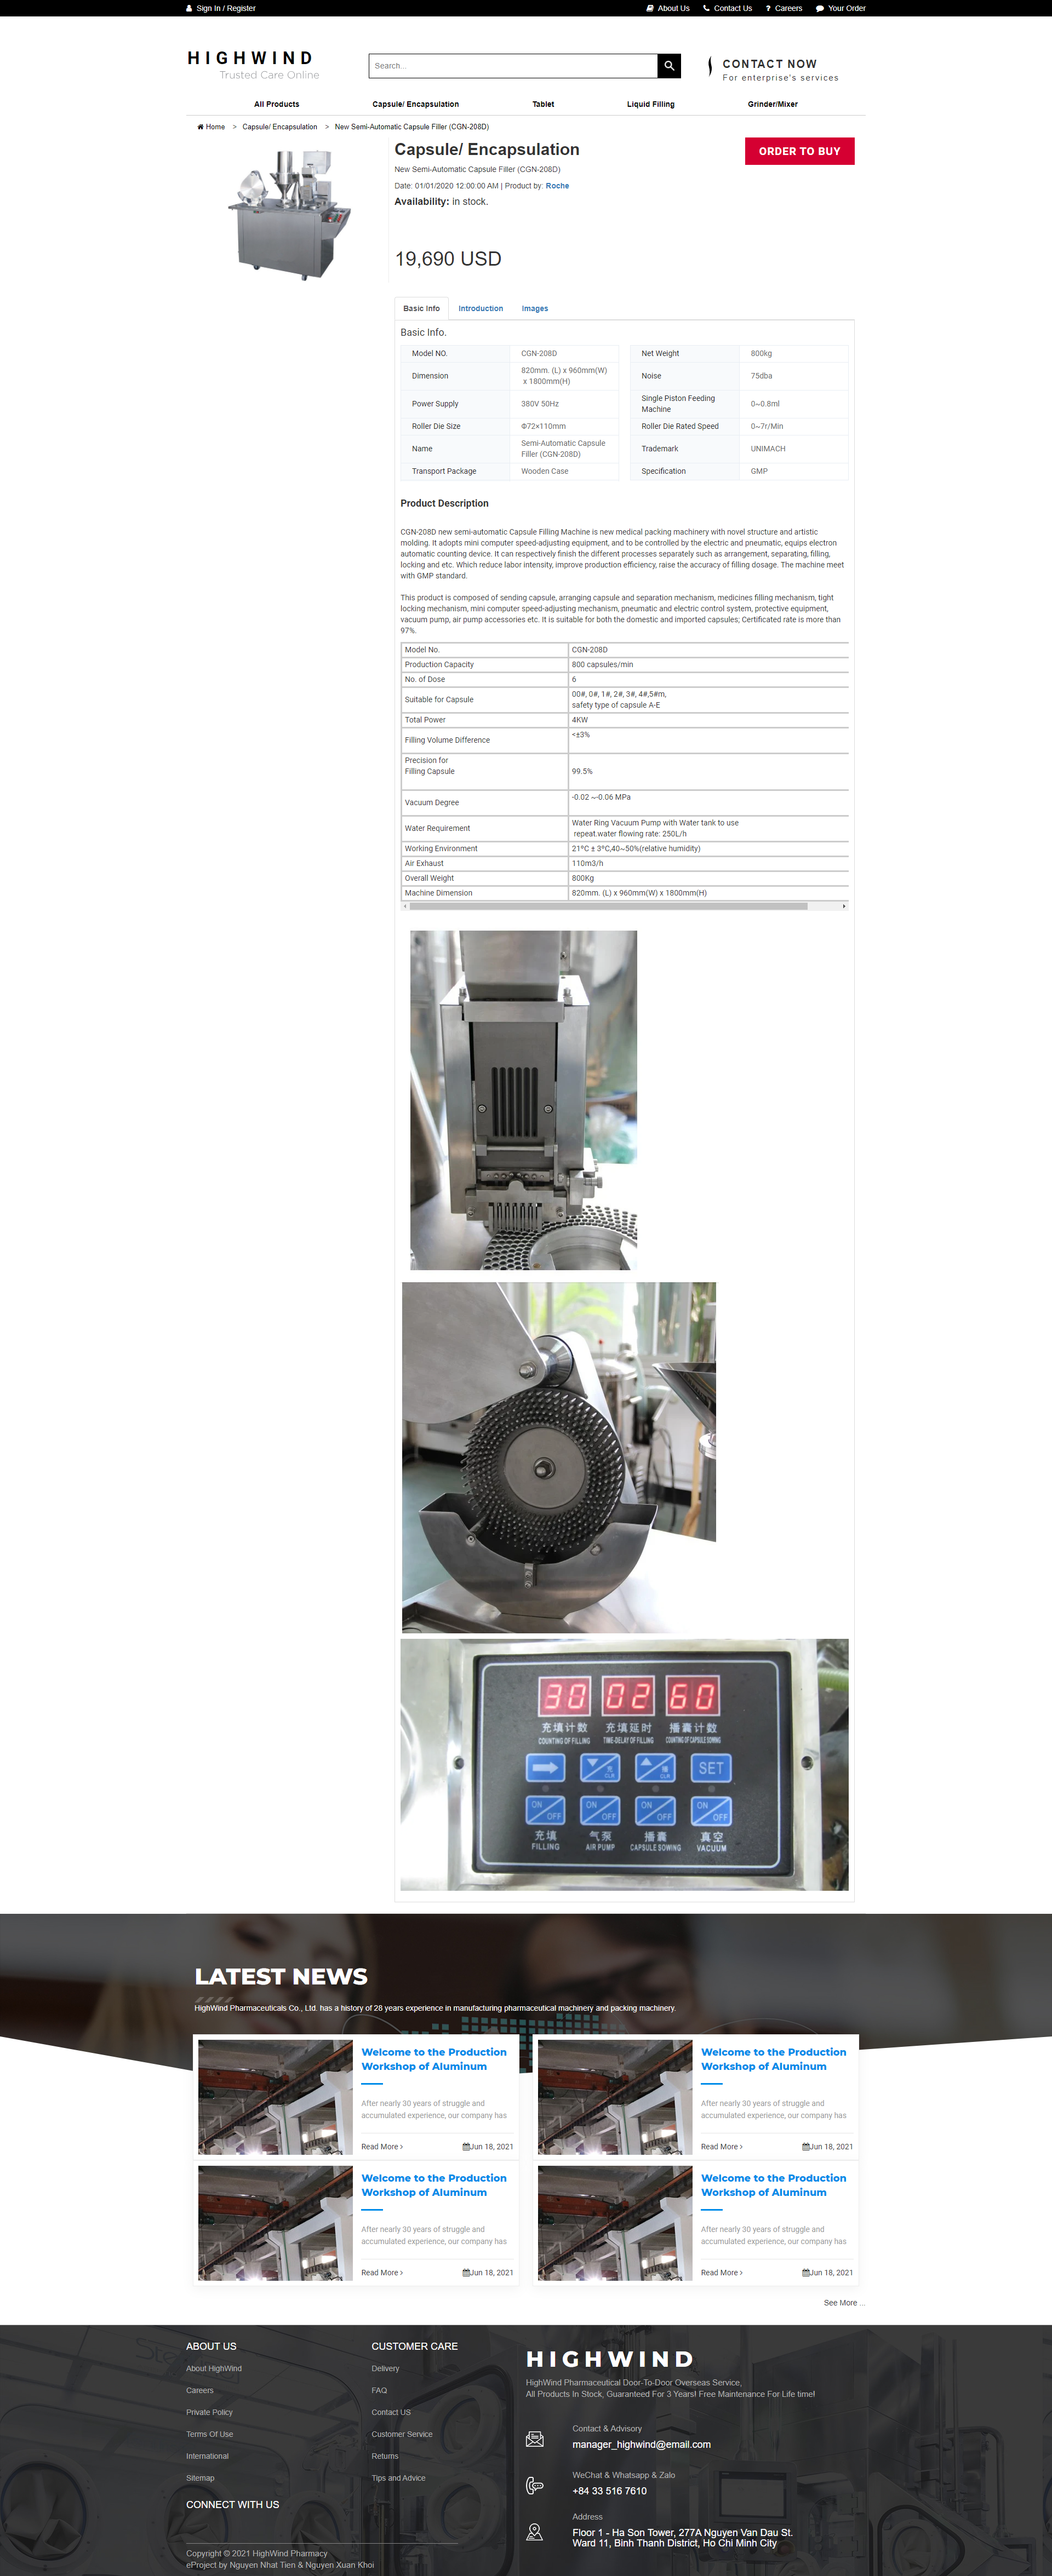 Sign In / Register
About Us
Contact Us
? Careers
Your Order
HIGHWIND
Trusted Care Online
Search...
CONTACT NOW
For enterprise's services
All Products
Capsule/ Encapsulation
Tablet
Liquid Filling
Grinder/Mixer
Home > Capsule/ Encapsulation > New Semi-Automatic Capsule Filler (CGN-208D)
Capsule/ Encapsulation
ORDER TO BUY
New Semi-Automatic Capsule Filler (CGN-208D)
Date: 01/01/2020 12:00:00 AM | Product by: Roche
Availability: in stock.
19,690 USD
Basic Info
Introduction
Images
Basic Info.
Model NO. CGN-208D
Net Weight 800kg
Dimension 820mm. (L) x 960mm(W)
x 1800mm(H)
Noise 75dba
Power Supply 380V 50Hz
Single Piston Feeding
Machine 0~0.8ml
Roller Die Size Φ72×110mm
Roller Die Rated Speed 0~7r/Min
Name Semi-Automatic Capsule
Filler (CGN-208D)
Trademark UNIMACH
Transport Package Wooden Case
Specification GMP
Product Description
CGN-208D new semi-automatic Capsule Filling Machine is new medical packing machinery with novel structure and artistic
molding. It adopts mini computer speed-adjusting equipment, and to be controlled by the electric and pneumatic, equips electron
automatic counting device. It can respectively finish the different processes separately such as arrangement, separating, filling,
locking and etc. Which reduce labor intensity, improve production efficiency, raise the accuracy of filling dosage. The machine meet
with GMP standard.
This product is composed of sending capsule, arranging capsule and separation mechanism, medicines filling mechanism, tight
locking mechanism, mini computer speed-adjusting mechanism, pneumatic and electric control system, protective equipment,
vacuum pump, air pump accessories etc. It is suitable for both the domestic and imported capsules; Certificated rate is more than
97%.
Model No. CGN-208D
Production Capacity 800 capsules/min
No. of Dose 6
Suitable for Capsule 00#, 0#, 1#, 2#, 3#, 4#,5#m,
safety type of capsule A-E
Total Power 4KW
Filling Volume Difference <±3%
Precision for
Filling Capsule 99.5%
Vacuum Degree -0.02 ~-0.06 MPa
Water Requirement Water Ring Vacuum Pump with Water tank to use
repeat.water flowing rate: 250L/h
Working Environment 21ºC ± 3ºC,40~50%(relative humidity)
Air Exhaust 110m3/h
Overall Weight 800Kg
Machine Dimension 820mm. (L) x 960mm(W) x 1800mm(H)
30 02 60
充填计数 充填延时 播囊计数
COUNTING OF FILLING TIME-DELAY OF FILLING COUNTING OF CAPSULE SOWING
充 CLR 播 CLR SET
ON OFF ON OFF ON OFF ON OFF
充填 气泵 播囊 真空
FILLING AIR PUMP CAPSULE SOWING VACUUM
LATEST NEWS
HighWind Pharmaceuticals Co., Ltd. has a history of 28 years experience in manufacturing pharmaceutical machinery and packing machinery.
Welcome to the Production
Workshop of Aluminum
After nearly 30 years of struggle and
accumulated experience, our company has
Read More > Jun 18, 2021
Welcome to the Production
Workshop of Aluminum
After nearly 30 years of struggle and
accumulated experience, our company has
Read More > Jun 18, 2021
Welcome to the Production
Workshop of Aluminum
After nearly 30 years of struggle and
accumulated experience, our company has
Read More > Jun 18, 2021
Welcome to the Production
Workshop of Aluminum
After nearly 30 years of struggle and
accumulated experience, our company has
Read More > Jun 18, 2021
See More ...
ABOUT US
About HighWind
Careers
Private Policy
Terms Of Use
International
Sitemap
CONNECT WITH US
CUSTOMER CARE
Delivery
FAQ
Contact US
Customer Service
Returns
Tips and Advice
HIGHWIND
HighWind Pharmaceutical Door-To-Door Overseas Service,
All Products In Stock, Guaranteed For 3 Years! Free Maintenance For Life time!
Contact & Advisory
manager_highwind@email.com
WeChat & Whatsapp & Zalo
+84 33 516 7610
Address
Floor 1 - Ha Son Tower, 277A Nguyen Van Dau St.
Ward 11, Binh Thanh District, Ho Chi Minh City
Copyright © 2021 HighWind Pharmacy
eProject by Nguyen Nhat Tien & Nguyen Xuan Khoi